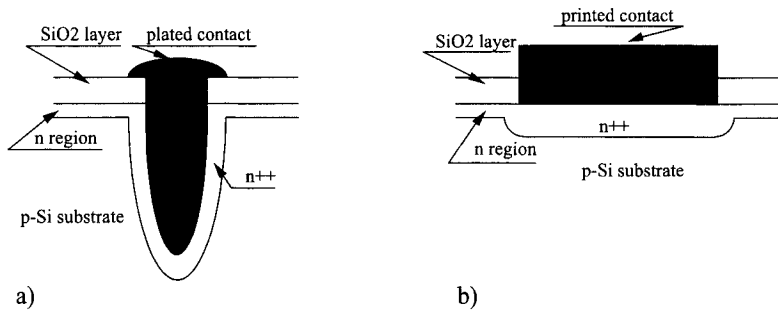 SiO2 layer
plated contact
n region
n++
p-Si substrate
a)
printed contact
SiO2 layer
n++
n region
p-Si substrate
b)